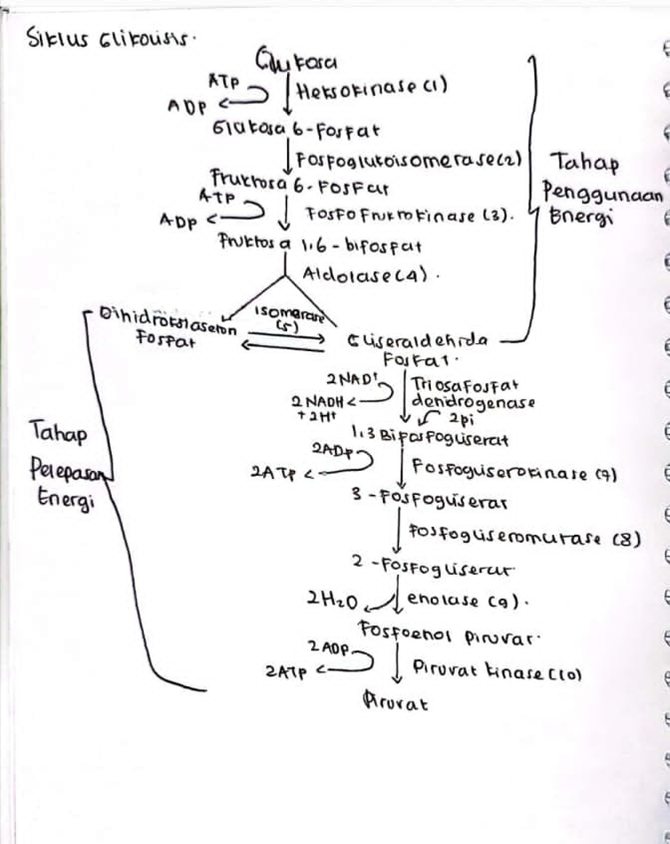 Siklus Glikolisis.
Glukosa
ATP
ADP
Heksokinase (1)
Glukosa 6-Fosfat
Fosfoglukoisomerase (2)
Fruktosa 6-Fosfat
ATP
ADP
Fosfofruktokinase (3).
Fruktosa 1,6-bifosfat
Aldolase (4).
Tahap
Penggunaan
Energi
Dihidroksiaseton
Fosfat
Isomerase
(5)
Gliseraldehida
Fosfat.
2NAD+
2NADH
+2H+
Triosafosfat
dehidrogenase
2pi
1,3 Bifosfogliserat
2ADP
2ATP
Fosfogliserokinase (7)
3-Fosfogliserat
Fosfogliseromutase (8)
2-Fosfogliserat
2H₂O
enolase (9).
Fosfoenol piruvat.
2ADP
2ATP
Piruvat kinase (10)
Piruvat
Tahap
Pelepasan
Energi